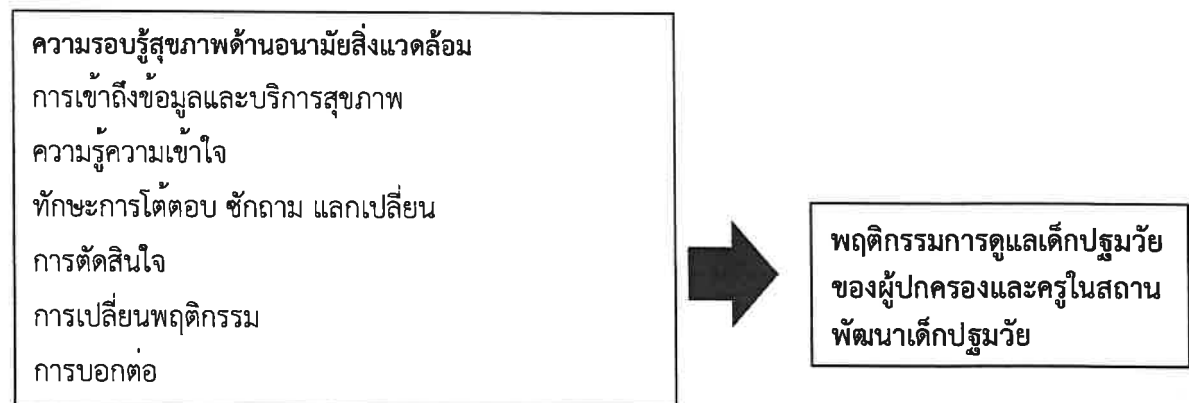 ความรอบรู้สุขภาพด้านอนามัยสิ่งแวดล้อม
การเข้าถึงข้อมูลและบริการสุขภาพ
ความรู้ความเข้าใจ
ทักษะการโต้ตอบ ซักถาม แลกเปลี่ยน
การตัดสินใจ
การเปลี่ยนพฤติกรรม
การบอกต่อ
พฤติกรรมการดูแลเด็กปฐมวัย
ของผู้ปกครองและครูในสถาน
พัฒนาเด็กปฐมวัย